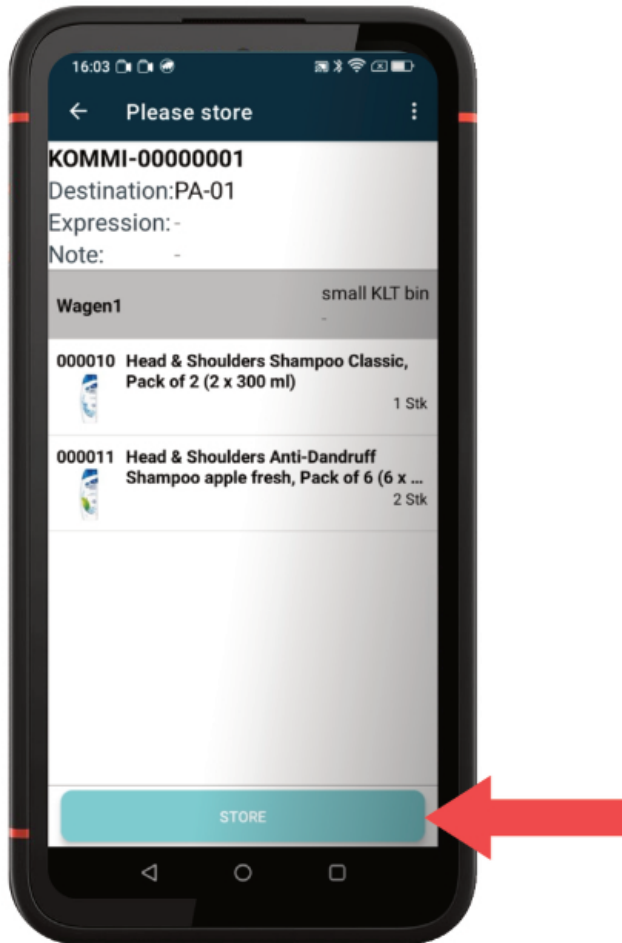 16:03
Please store
KOMMI-00000001
Destination:PA-01
Expression: -
Note: -
Wagen1 small KLT bin
-
000010 Head & Shoulders Shampoo Classic,
Pack of 2 (2 x 300 ml)
1 Stk
000011 Head & Shoulders Anti-Dandruff
Shampoo apple fresh, Pack of 6 (6 x ...
2 Stk
STORE